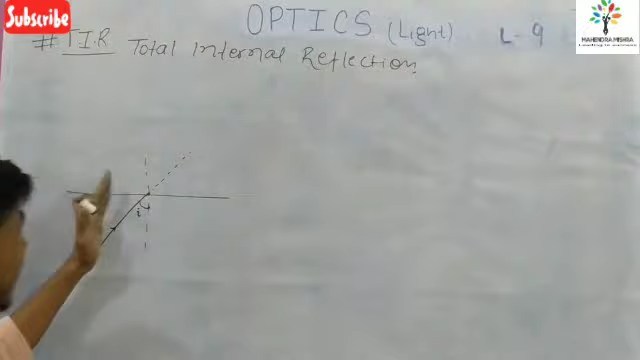 Subscribe
OPTICS (Light) L-9
# T.I.R. Total Internal Reflection
MAHENDRA MISHRA
i